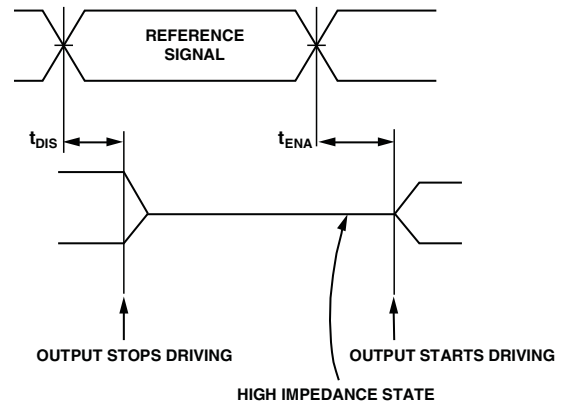 REFERENCE
SIGNAL
tDIS
tENA
OUTPUT STOPS DRIVING
OUTPUT STARTS DRIVING
HIGH IMPEDANCE STATE